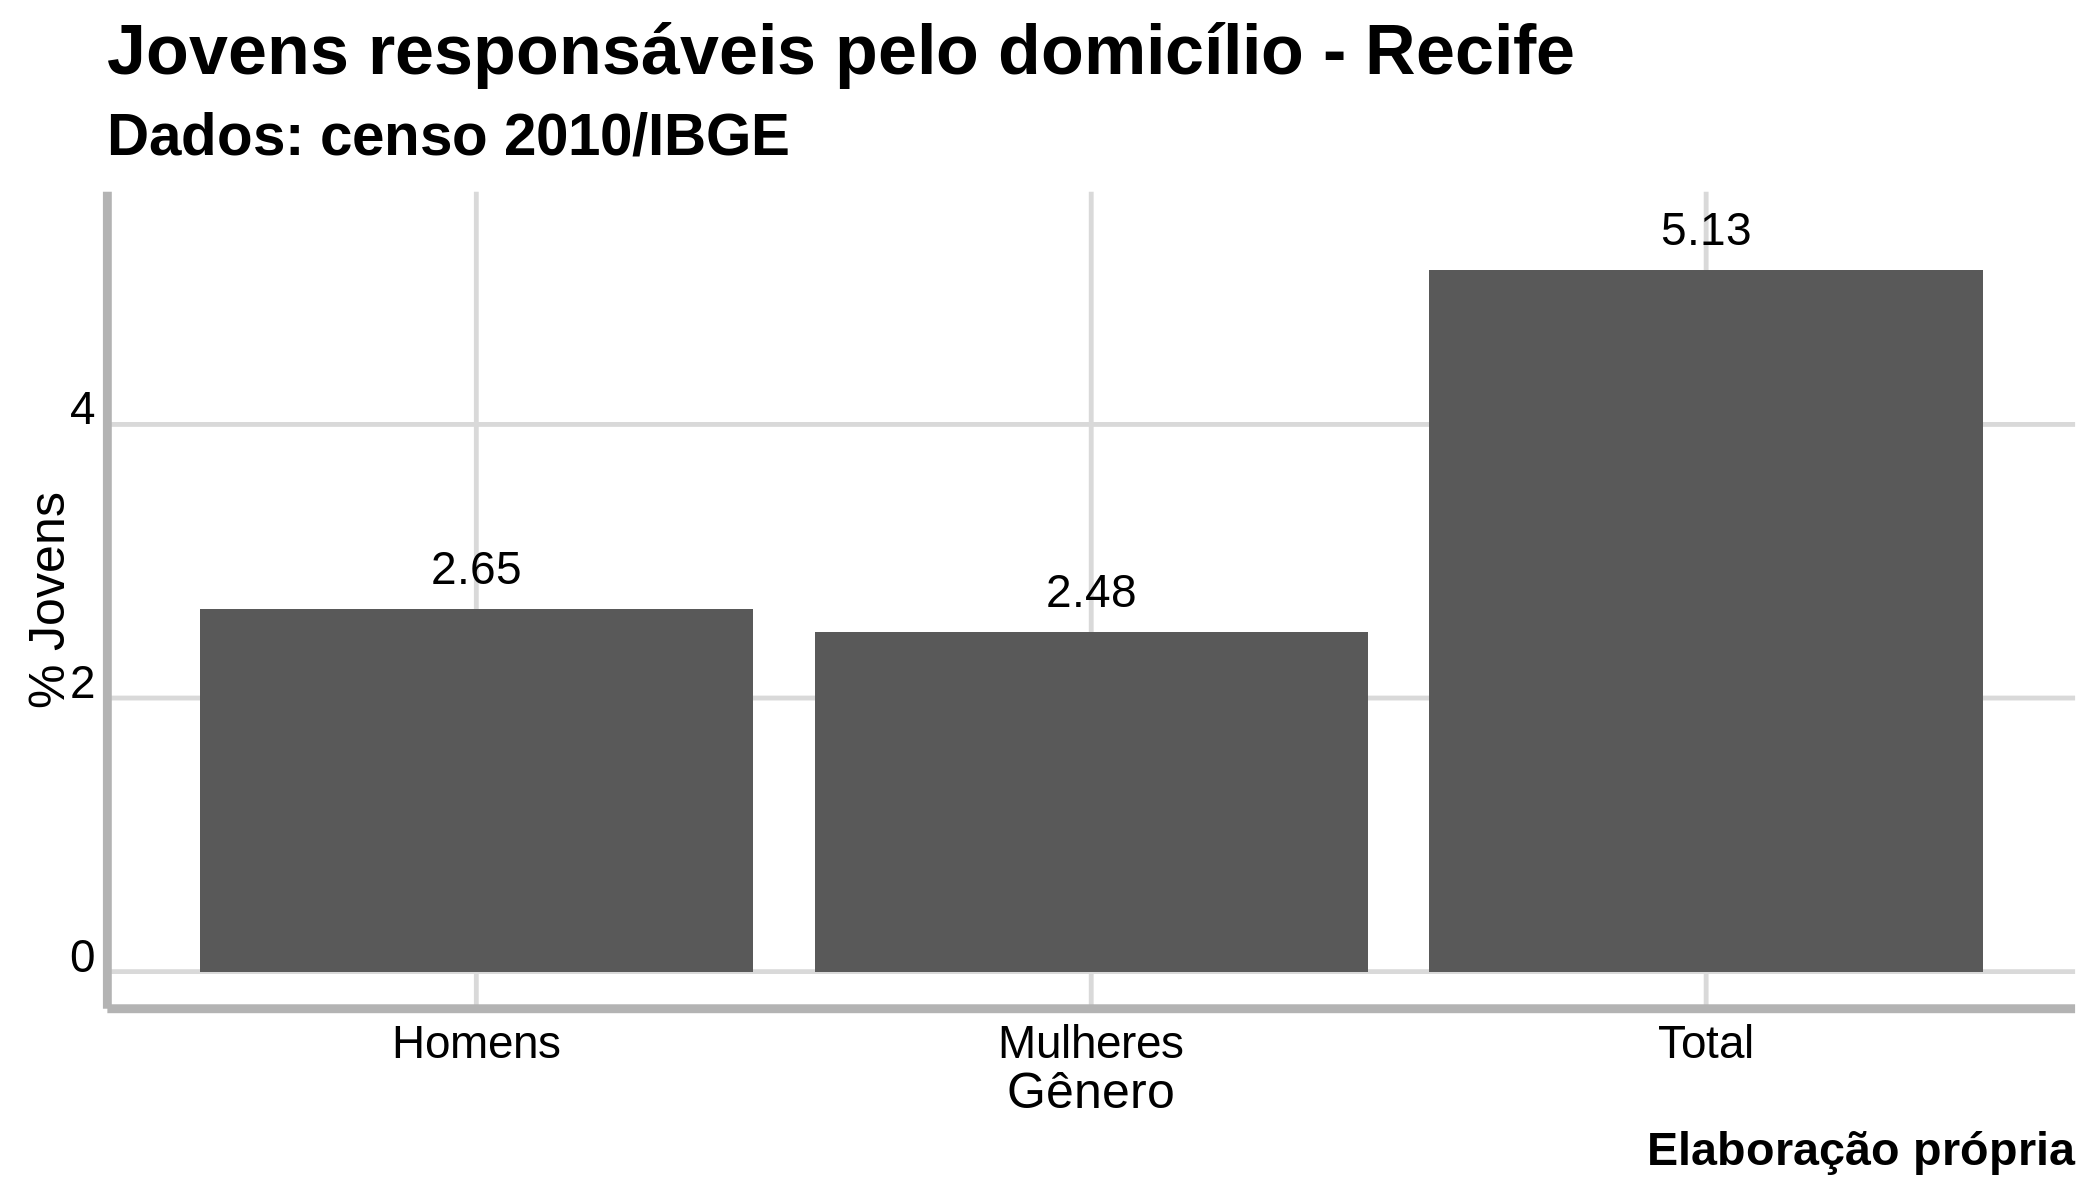 Jovens responsáveis pelo domicílio - Recife
Dados: censo 2010/IBGE
5.13
4
2.65
2.48
% Jovens
2
0
Homens
Mulheres
Total
Gênero
Elaboração própria